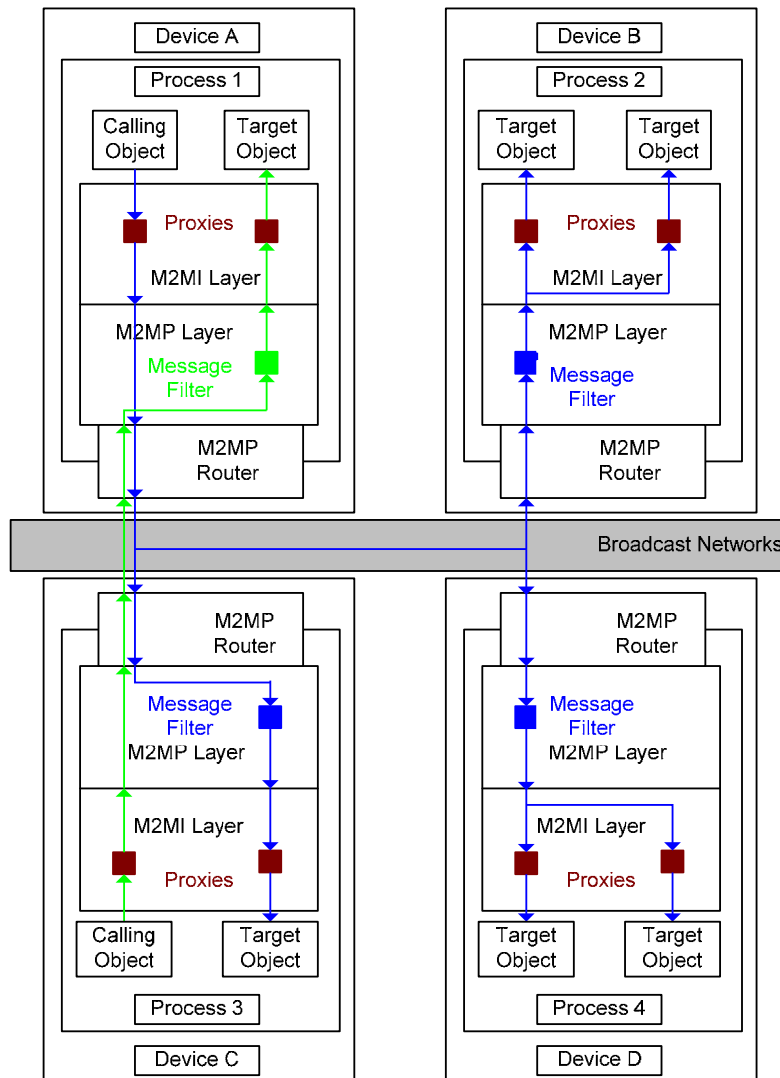 Device A
Process 1
Calling
Object
Target
Object
Proxies
M2MI Layer
M2MP Layer
Message
Filter
M2MP
Router
Device B
Process 2
Target
Object
Target
Object
Proxies
M2MI Layer
M2MP Layer
Message
Filter
M2MP
Router
Broadcast Networks
M2MP
Router
Message
Filter
M2MP Layer
M2MI Layer
Proxies
Calling
Object
Target
Object
Process 3
Device C
M2MP
Router
Message
Filter
M2MP Layer
M2MI Layer
Proxies
Target
Object
Target
Object
Process 4
Device D